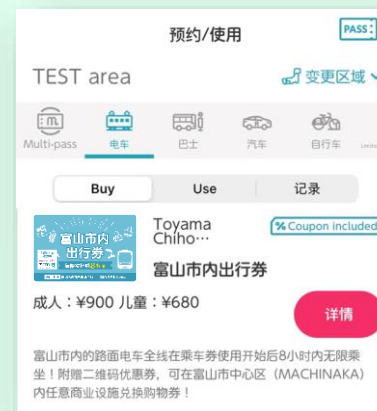 预约/使用
PASS
TEST area
变更区域
Multi-pass
电车
巴士
汽车
自行车
Buy
Use
记录
富山市内
出行券
Toyama
Chiho…
Coupon included
富山市内出行券
成人：¥900 儿童：¥680
详情
富山市内的路面电车全线在乘车券使用开始后8小时内无限乘
坐！附赠二维码优惠券，可在富山市中心区（MACHINAKA）
内任意商业设施兑换购物券！